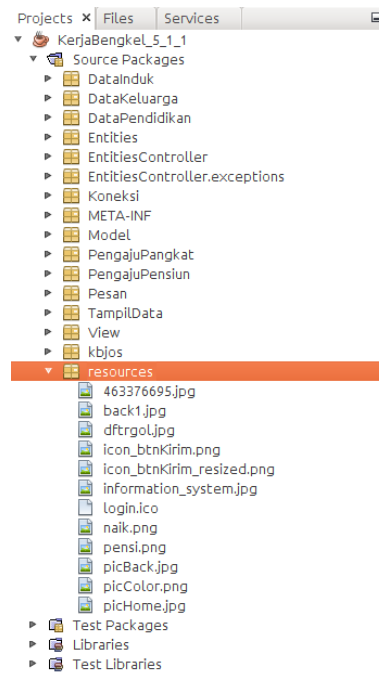 Projects × Files Services
KerjaBengkel_5_1_1
Source Packages
DataInduk
DataKeluarga
DataPendidikan
Entities
EntitiesController
EntitiesController.exceptions
Koneksi
META-INF
Model
PengajuPangkat
PengajuPensiun
Pesan
TampilData
View
kbjos
resources
463376695.jpg
back1.jpg
dftrgol.jpg
icon_btnKirim.png
icon_btnKirim_resized.png
information_system.jpg
login.ico
naik.png
pensi.png
picBack.jpg
picColor.png
picHome.jpg
Test Packages
Libraries
Test Libraries